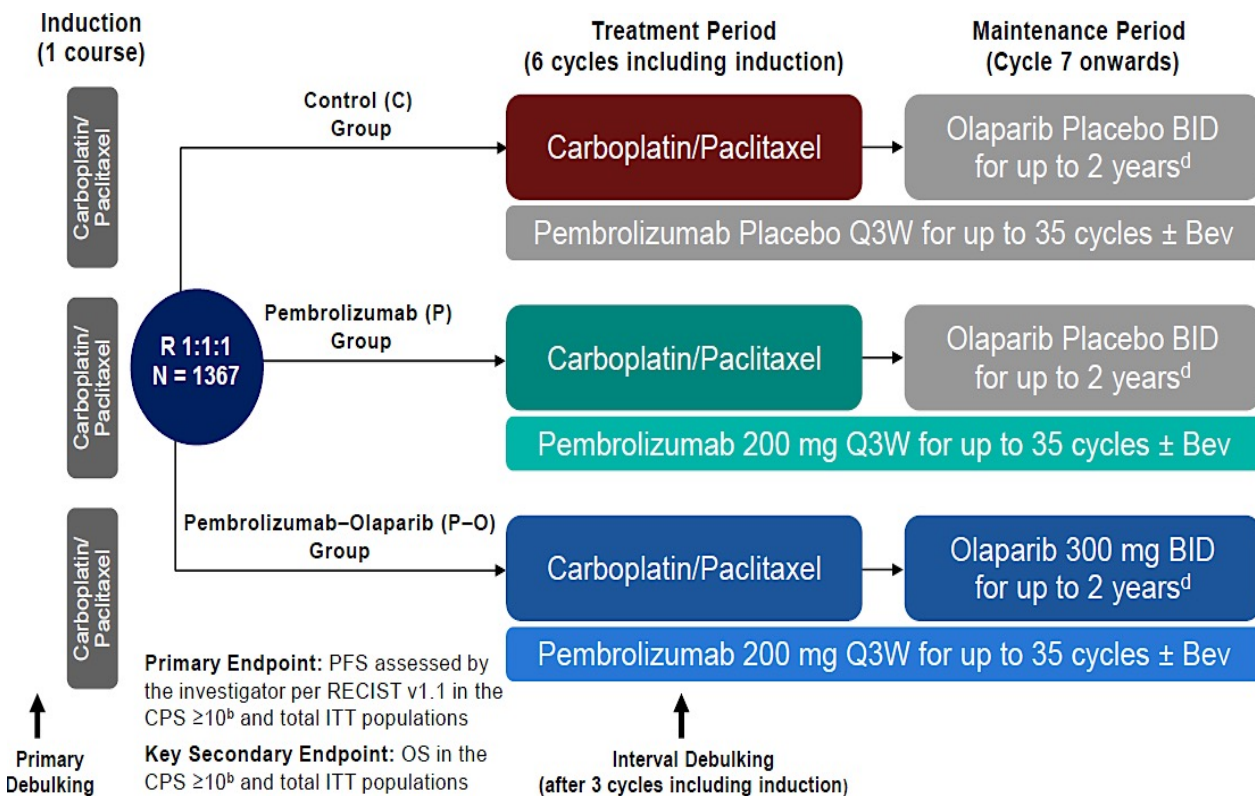 Induction
(1 course)
Treatment Period
(6 cycles including induction)
Maintenance Period
(Cycle 7 onwards)
Carboplatin/
Paclitaxel
Control (C)
Group
Carboplatin/Paclitaxel
Olaparib Placebo BID
for up to 2 yearsᵈ
Pembrolizumab Placebo Q3W for up to 35 cycles ± Bev
Carboplatin/
Paclitaxel
R 1:1:1
N = 1367
Pembrolizumab (P)
Group
Carboplatin/Paclitaxel
Olaparib Placebo BID
for up to 2 yearsᵈ
Pembrolizumab 200 mg Q3W for up to 35 cycles ± Bev
Carboplatin/
Paclitaxel
Pembrolizumab–Olaparib (P–O)
Group
Carboplatin/Paclitaxel
Olaparib 300 mg BID
for up to 2 yearsᵈ
Pembrolizumab 200 mg Q3W for up to 35 cycles ± Bev
Primary
Debulking
Primary Endpoint: PFS assessed by
the investigator per RECIST v1.1 in the
CPS ≥10ᵇ and total ITT populations
Key Secondary Endpoint: OS in the
CPS ≥10ᵇ and total ITT populations
Interval Debulking
(after 3 cycles including induction)